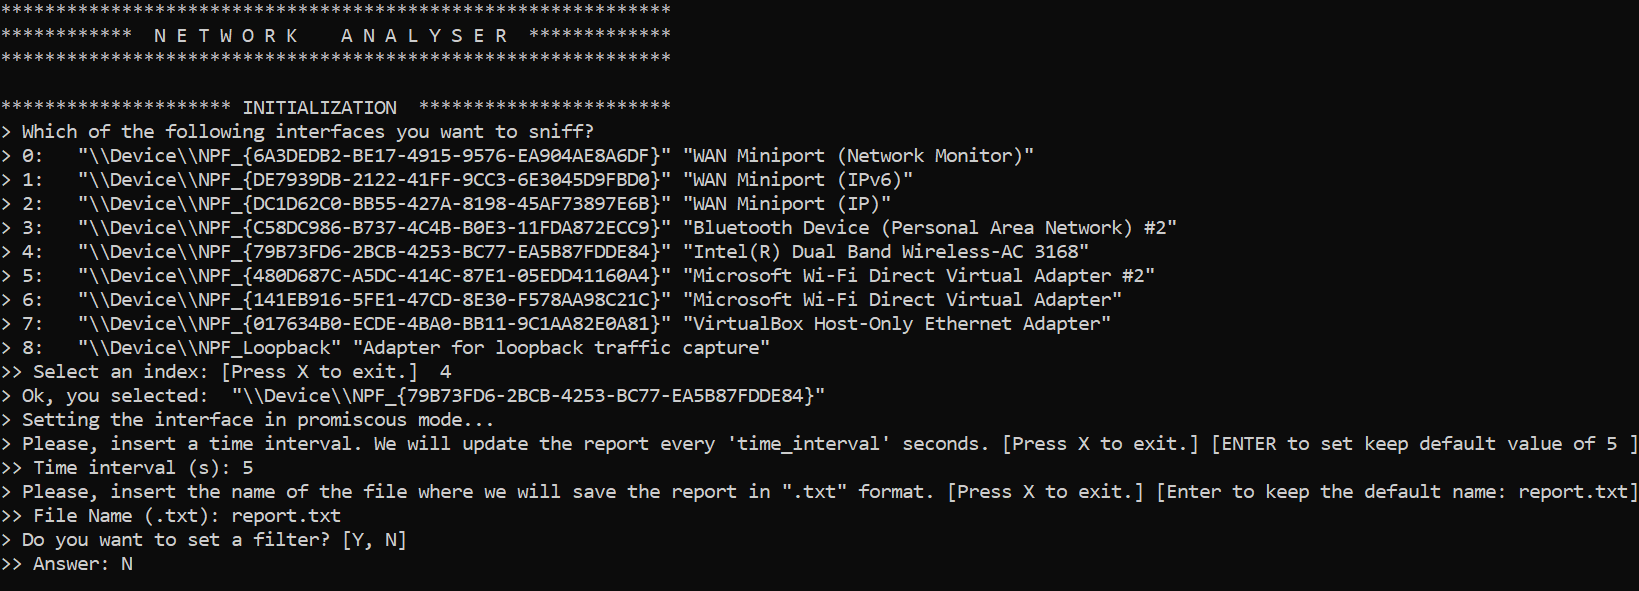 *************************************************************
************ N E T W O R K   A N A L Y S E R *************
*************************************************************
********************* INITIALIZATION  ***********************
> Which of the following interfaces you want to sniff?
> 0:   "\\Device\\NPF_{6A3DEDB2-BE17-4915-9576-EA904AE8A6DF}" "WAN Miniport (Network Monitor)"
> 1:   "\\Device\\NPF_{DE7939DB-2122-41FF-9CC3-6E3045D9FBD0}" "WAN Miniport (IPv6)"
> 2:   "\\Device\\NPF_{DC1D62C0-BB55-427A-8198-45AF73897E6B}" "WAN Miniport (IP)"
> 3:   "\\Device\\NPF_{C58DC986-B737-4C4B-B0E3-11FDA872ECC9}" "Bluetooth Device (Personal Area Network) #2"
> 4:   "\\Device\\NPF_{79B73FD6-2BCB-4253-BC77-EA5B87FDDE84}" "Intel(R) Dual Band Wireless-AC 3168"
> 5:   "\\Device\\NPF_{480D687C-A5DC-414C-87E1-05EDD41160A4}" "Microsoft Wi-Fi Direct Virtual Adapter #2"
> 6:   "\\Device\\NPF_{141EB916-5FE1-47CD-8E30-F578AA98C21C}" "Microsoft Wi-Fi Direct Virtual Adapter"
> 7:   "\\Device\\NPF_{017634B0-ECDE-4BA0-BB11-9C1AA82E0A81}" "VirtualBox Host-Only Ethernet Adapter"
> 8:   "\\Device\\NPF_Loopback" "Adapter for loopback traffic capture"
>> Select an index: [Press X to exit.]  4
> Ok, you selected:  "\\Device\\NPF_{79B73FD6-2BCB-4253-BC77-EA5B87FDDE84}"
> Setting the interface in promiscous mode...
> Please, insert a time interval. We will update the report every 'time_interval' seconds. [Press X to exit.] [ENTER to set keep default value of 5 ]
>> Time interval (s): 5
> Please, insert the name of the file where we will save the report in ".txt" format. [Press X to exit.] [Enter to keep the default name: report.txt]
>> File Name (.txt): report.txt
> Do you want to set a filter? [Y, N]
>> Answer: N